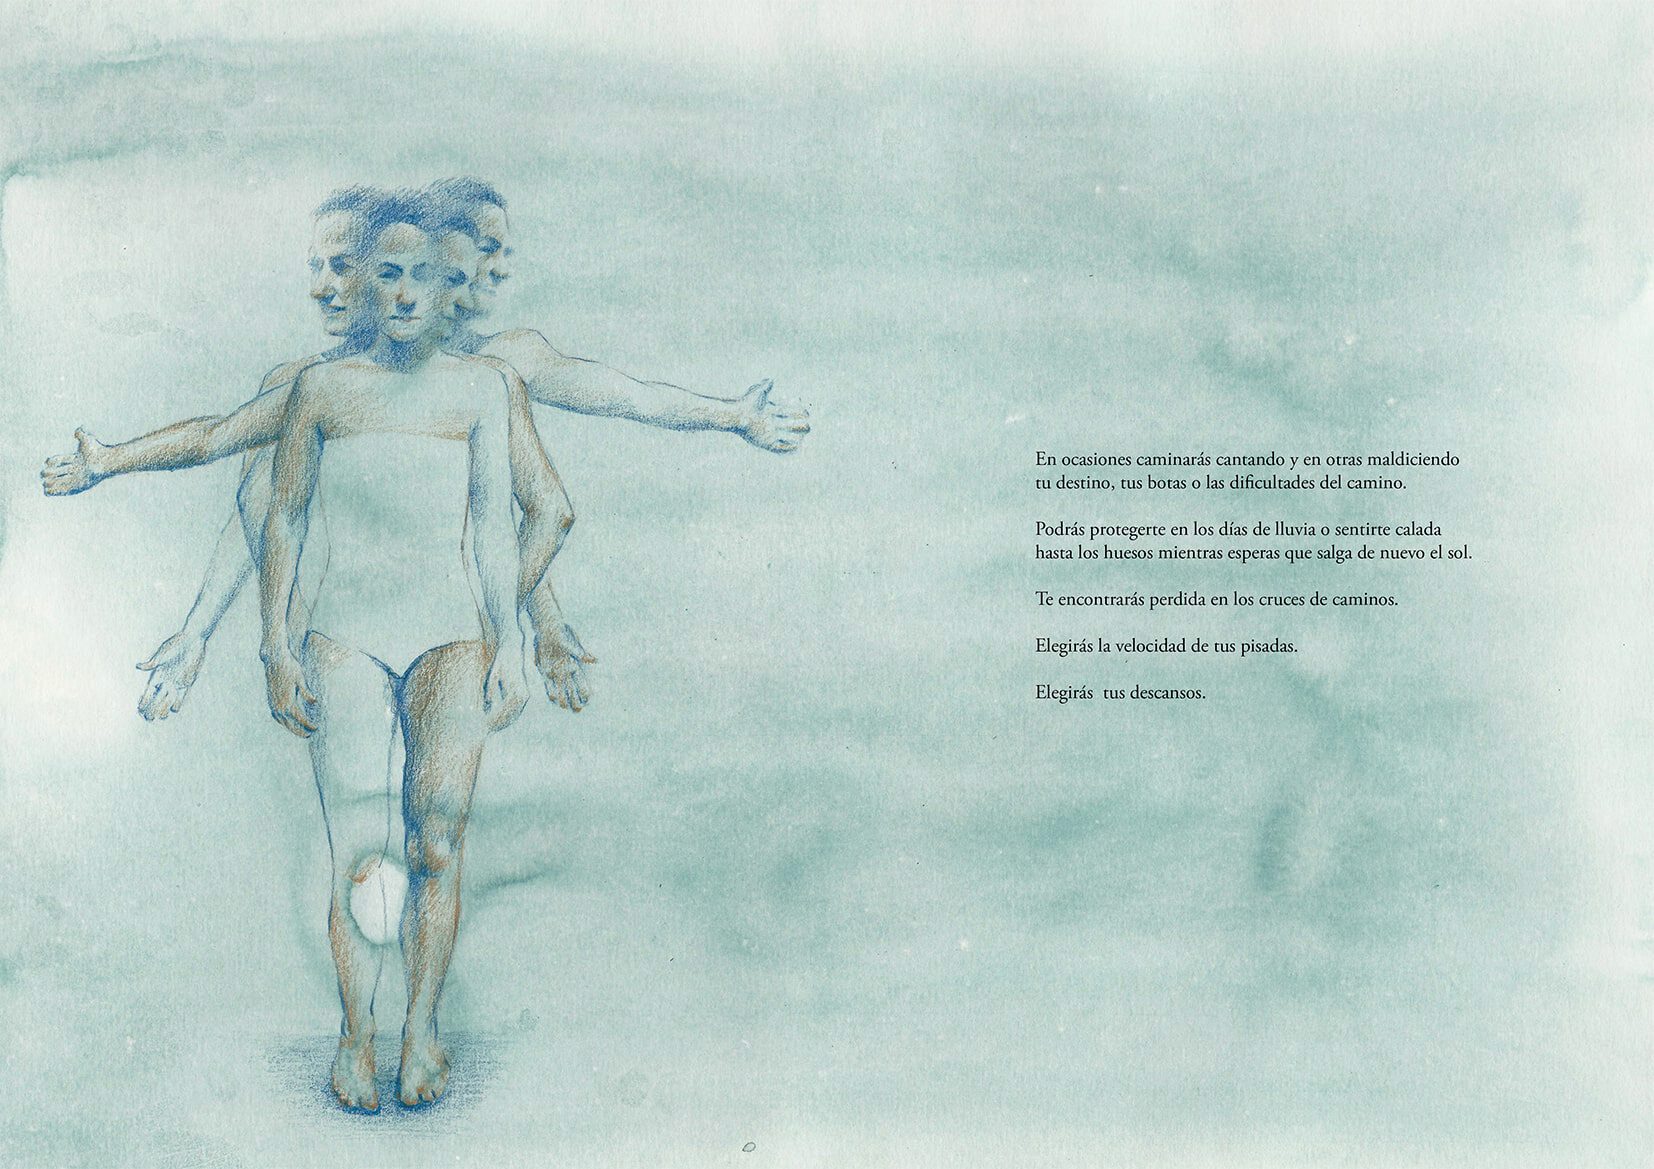 En ocasiones caminarás cantando y en otras maldiciendo
tu destino, tus botas o las dificultades del camino.
Podrás protegerte en los días de lluvia o sentirte calada
hasta los huesos mientras esperas que salga de nuevo el sol.
Te encontrarás perdida en los cruces de caminos.
Elegirás la velocidad de tus pisadas.
Elegirás  tus descansos.